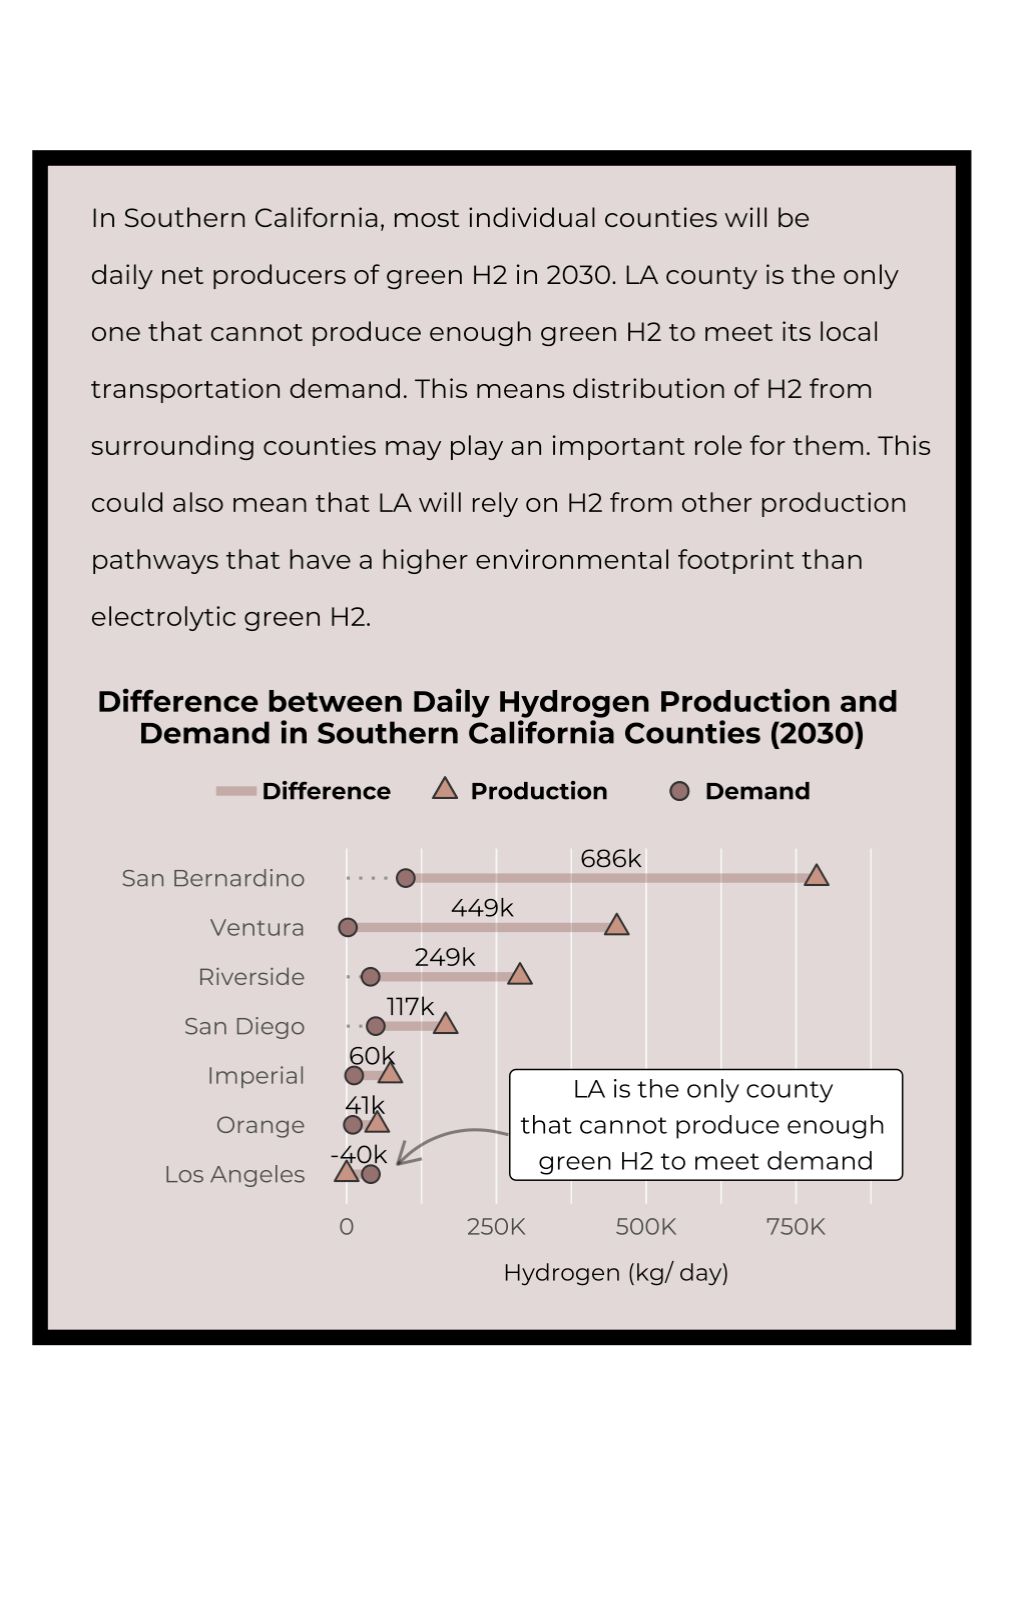 In Southern California, most individual counties will be
daily net producers of green H2 in 2030. LA county is the only
one that cannot produce enough green H2 to meet its local
transportation demand. This means distribution of H2 from
surrounding counties may play an important role for them. This
could also mean that LA will rely on H2 from other production
pathways that have a higher environmental footprint than
electrolytic green H2.
Difference between Daily Hydrogen Production and
Demand in Southern California Counties (2030)
Difference Production Demand
686k
San Bernardino
449k
Ventura
249k
Riverside
117k
San Diego
60k
Imperial
41k
Orange
-40k
Los Angeles
LA is the only county
that cannot produce enough
green H2 to meet demand
0 250K 500K 750K
Hydrogen (kg/ day)